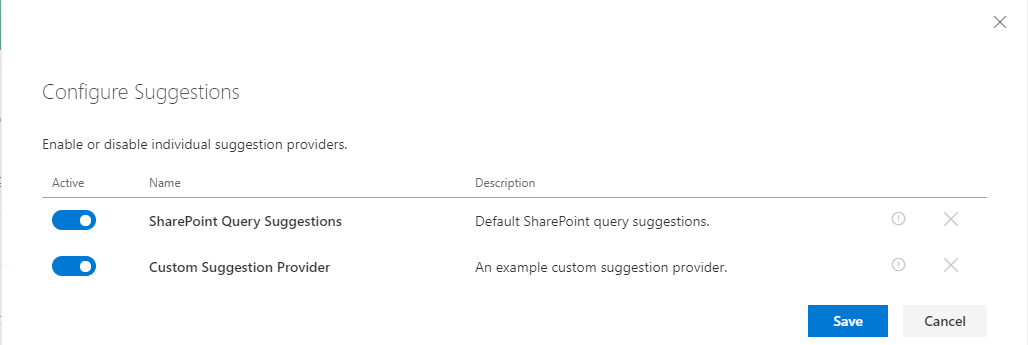 Configure Suggestions
Enable or disable individual suggestion providers.
Active Name Description
SharePoint Query Suggestions Default SharePoint query suggestions.
Custom Suggestion Provider An example custom suggestion provider.
Save Cancel